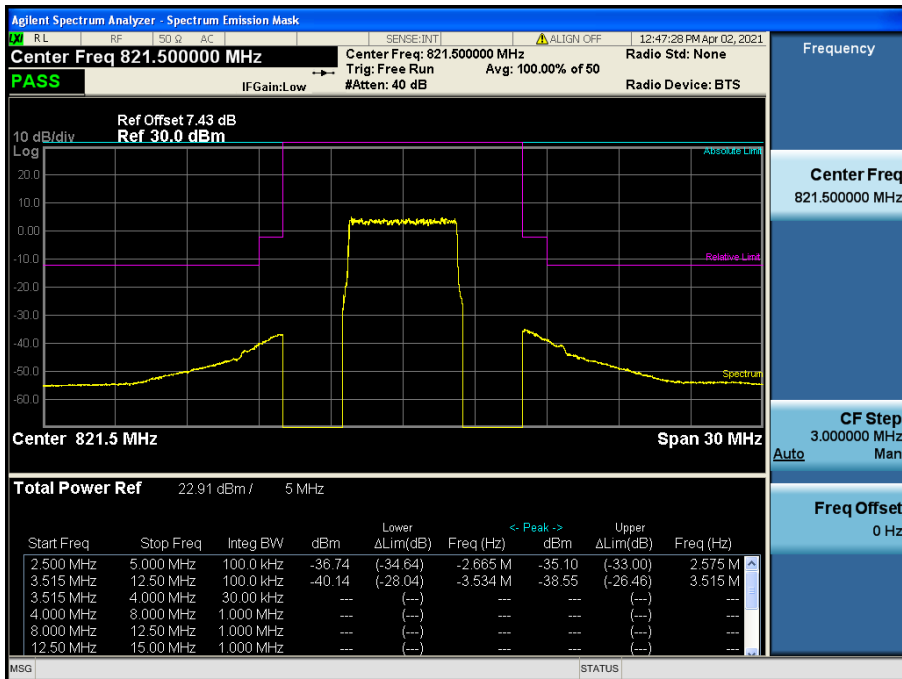 Agilent Spectrum Analyzer - Spectrum Emission Mask
LXI RL RF 50 Ω AC SENSE:INT ALIGN OFF 12:47:28 PM Apr 02, 2021
Center Freq 821.500000 MHz
Center Freq: 821.500000 MHz Radio Std: None
Trig: Free Run Avg: 100.00% of 50
PASS IFGain:Low #Atten: 40 dB Radio Device: BTS
Ref Offset 7.43 dB
10 dB/div Ref 30.0 dBm
Log
Absolute Limit
20.0
10.0
0.00
-10.0
Relative Limit
-20.0
-30.0
-40.0
-50.0
Spectrum
-60.0
Center 821.5 MHz Span 30 MHz
Total Power Ref 22.91 dBm / 5 MHz
Lower <- Peak -> Upper
Start Freq Stop Freq Integ BW dBm ΔLim(dB) Freq (Hz) dBm ΔLim(dB) Freq (Hz)
2.500 MHz 5.000 MHz 100.0 kHz -36.74 (-34.64) -2.665 M -35.10 (-33.00) 2.575 M
3.515 MHz 12.50 MHz 100.0 kHz -40.14 (-28.04) -3.534 M -38.55 (-26.46) 3.515 M
3.515 MHz 4.000 MHz 30.00 kHz --- (---) --- --- (---) ---
4.000 MHz 8.000 MHz 1.000 MHz --- (---) --- --- (---) ---
8.000 MHz 12.50 MHz 1.000 MHz --- (---) --- --- (---) ---
12.50 MHz 15.00 MHz 1.000 MHz --- (---) --- --- (---) ---
MSG STATUS
Frequency
Center Freq
821.500000 MHz
CF Step
3.000000 MHz
Auto Man
Freq Offset
0 Hz